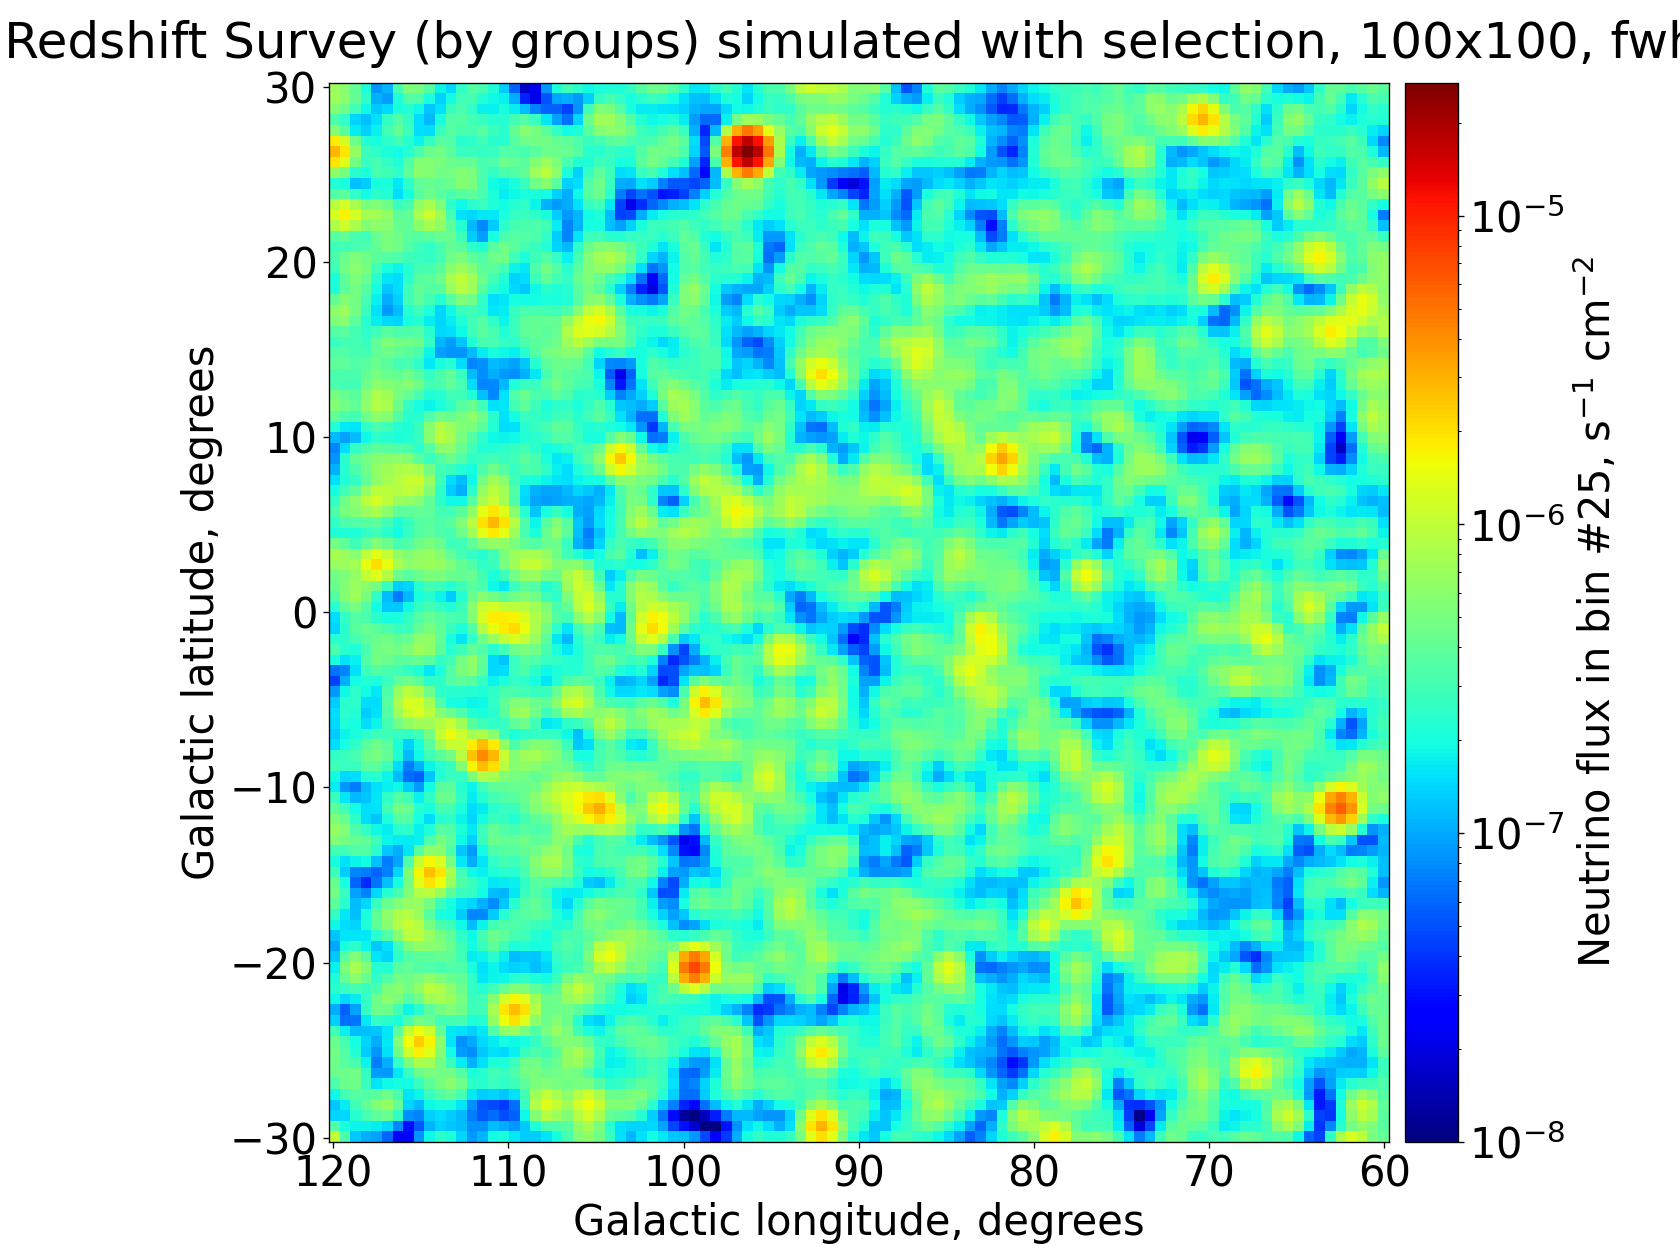 Redshift Survey (by groups) simulated with selection, 100x100,
30
20
10
0
−10
−20
−30
120 110 100 90 80 70 60
Galactic longitude, degrees
Galactic latitude, degrees
10⁻⁵
10⁻⁶
10⁻⁷
10⁻⁸
Neutrino flux in bin #25, s⁻¹ cm⁻²